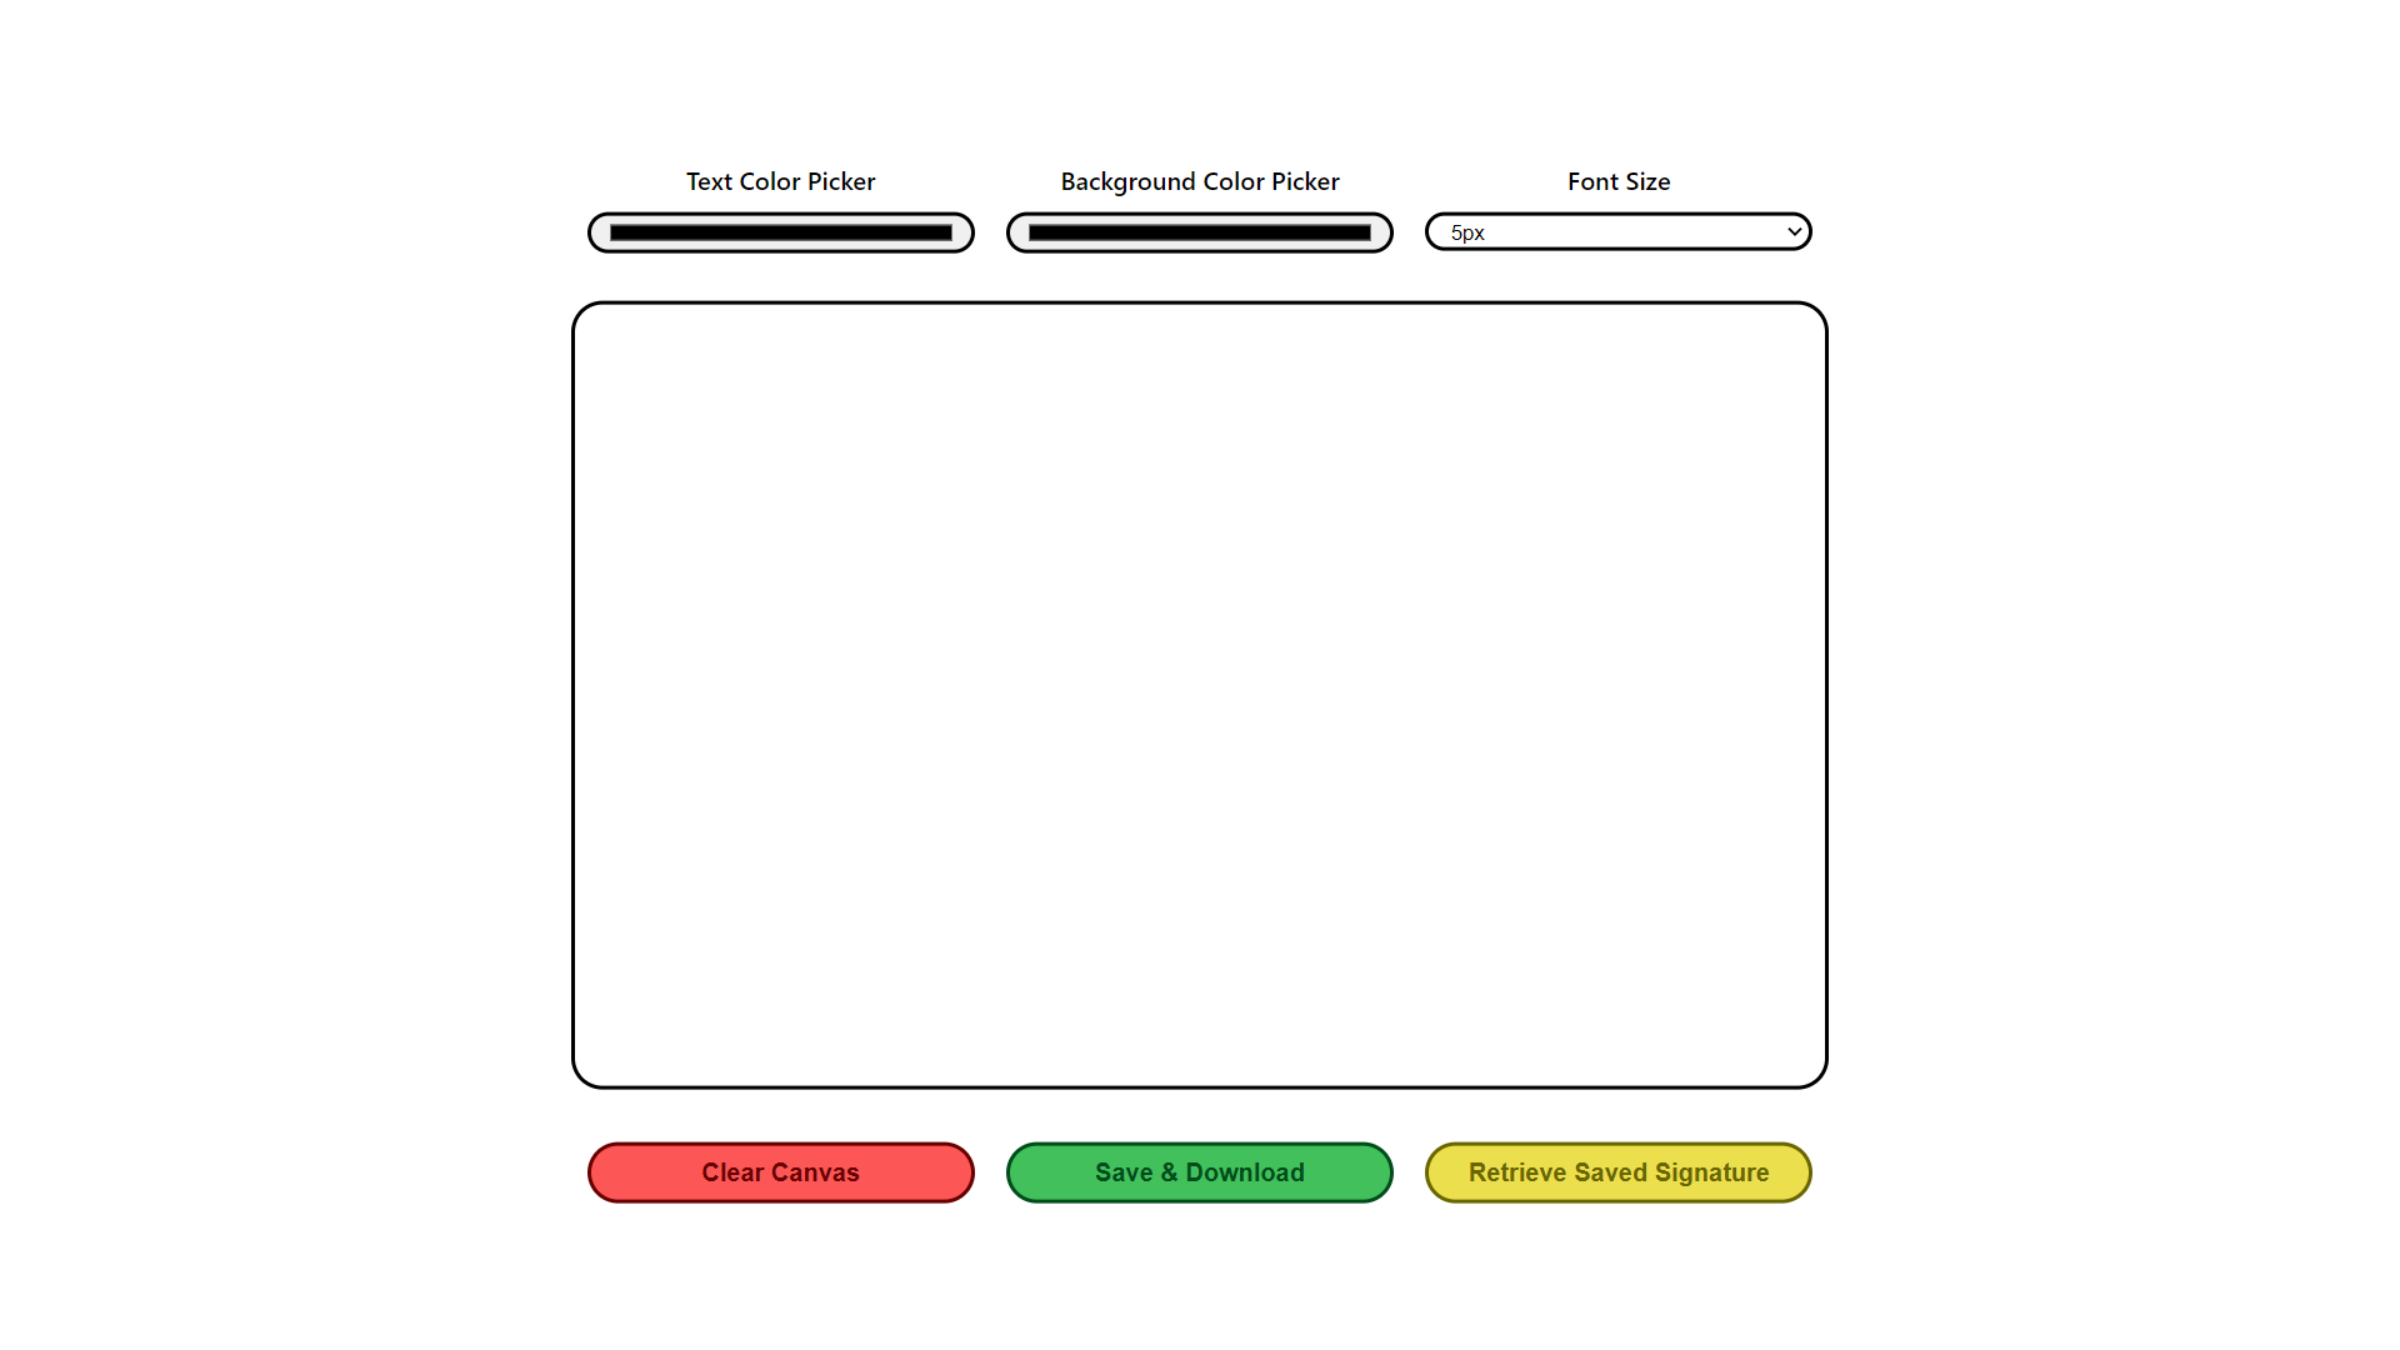 Text Color Picker Background Color Picker Font Size
5px
Clear Canvas Save & Download Retrieve Saved Signature